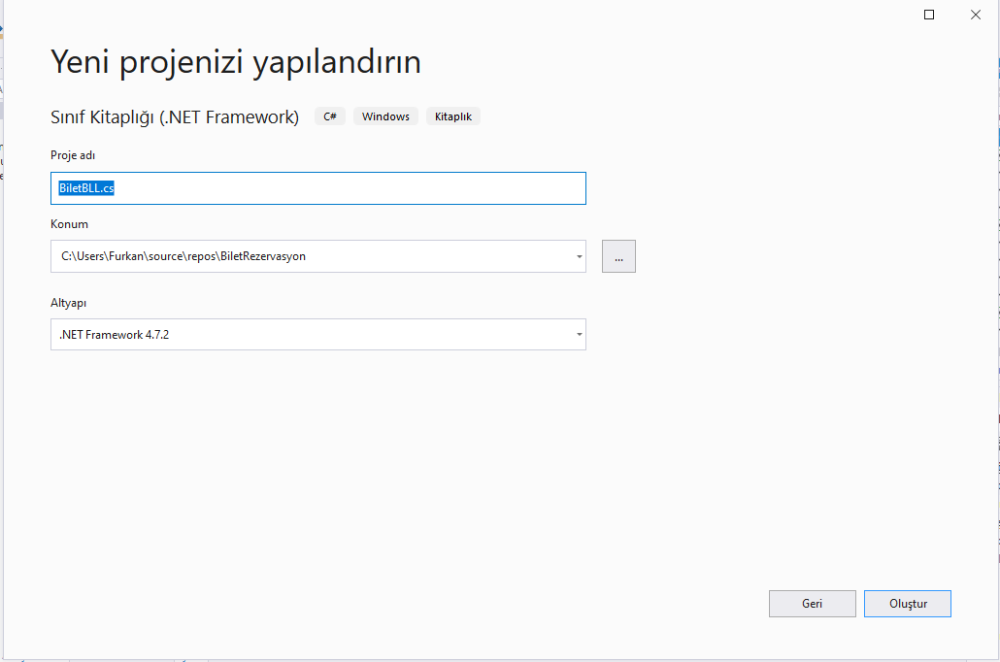 Yeni projenizi yapılandırın
Sınıf Kitaplığı (.NET Framework) C# Windows Kitaplık
Proje adı
BiletBLL.cs
Konum
C:\Users\Furkan\source\repos\BiletRezervasyon
...
Altyapı
.NET Framework 4.7.2
Geri Oluştur